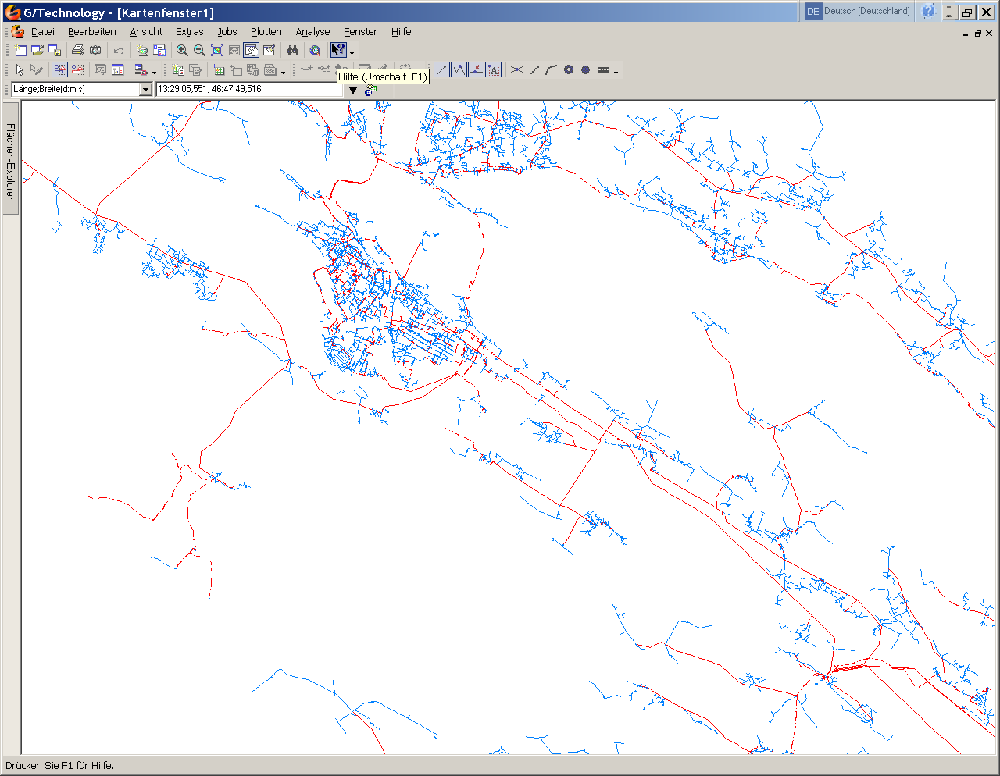 G/Technology - [Kartenfenster1]
DE Deutsch (Deutschland)
Datei Bearbeiten Ansicht Extras Jobs Plotten Analyse Fenster Hilfe
Hilfe (Umschalt+F1)
Länge;Breite(d:m:s) 13:29:05,551; 46:47:49,516
Flächen-Explorer
Drücken Sie F1 für Hilfe.